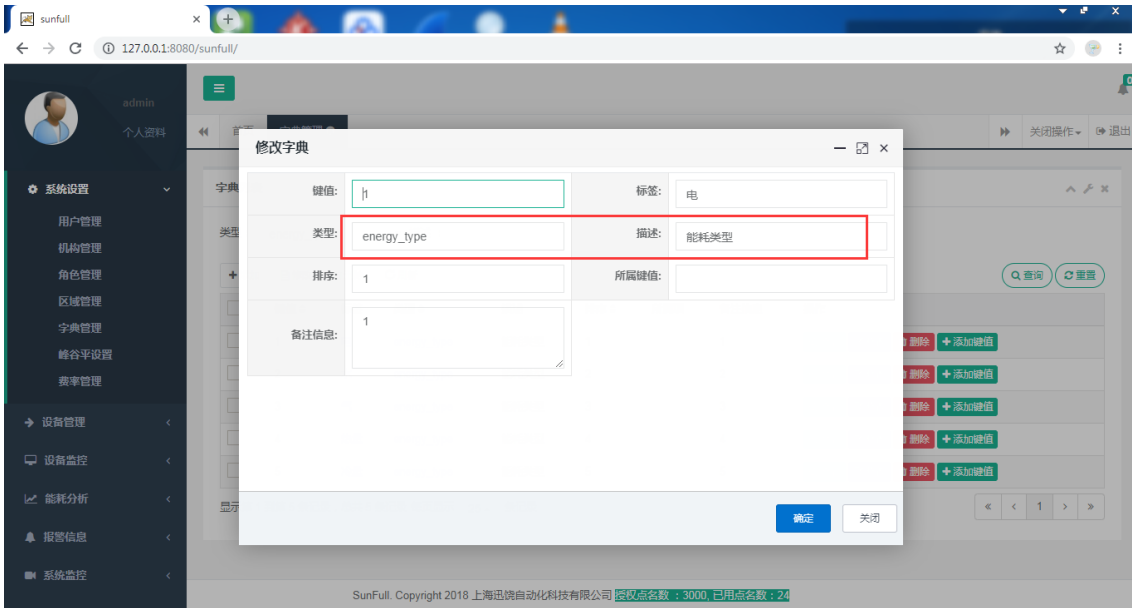 sunfull
127.0.0.1:8080/sunfull/
admin
个人资料
关闭操作
退出
修改字典
系统设置
字典
键值: 1 标签: 电
用户管理
类型: energy_type 描述: 能耗类型
机构管理
角色管理
排序: 1 所属键值:
查询 重置
区域管理
字典管理
备注信息: 1
峰谷平设置
费率管理
删除 添加键值
删除 添加键值
删除 添加键值
删除 添加键值
删除 添加键值
设备管理
设备监控
能耗分析
显示
1
确定 关闭
报警信息
系统监控
SunFull. Copyright 2018 上海迅饶自动化科技有限公司 授权点名数 : 3000, 已用点名数 : 24